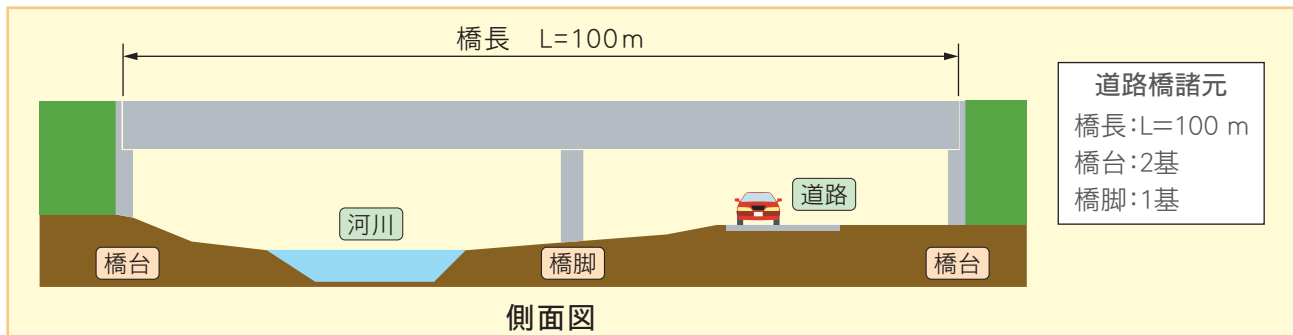 橋長　L=100m
道路橋諸元
橋長：L＝100 m
橋台：2基
橋脚：1基
道路
河川
橋台
橋脚
橋台
側面図